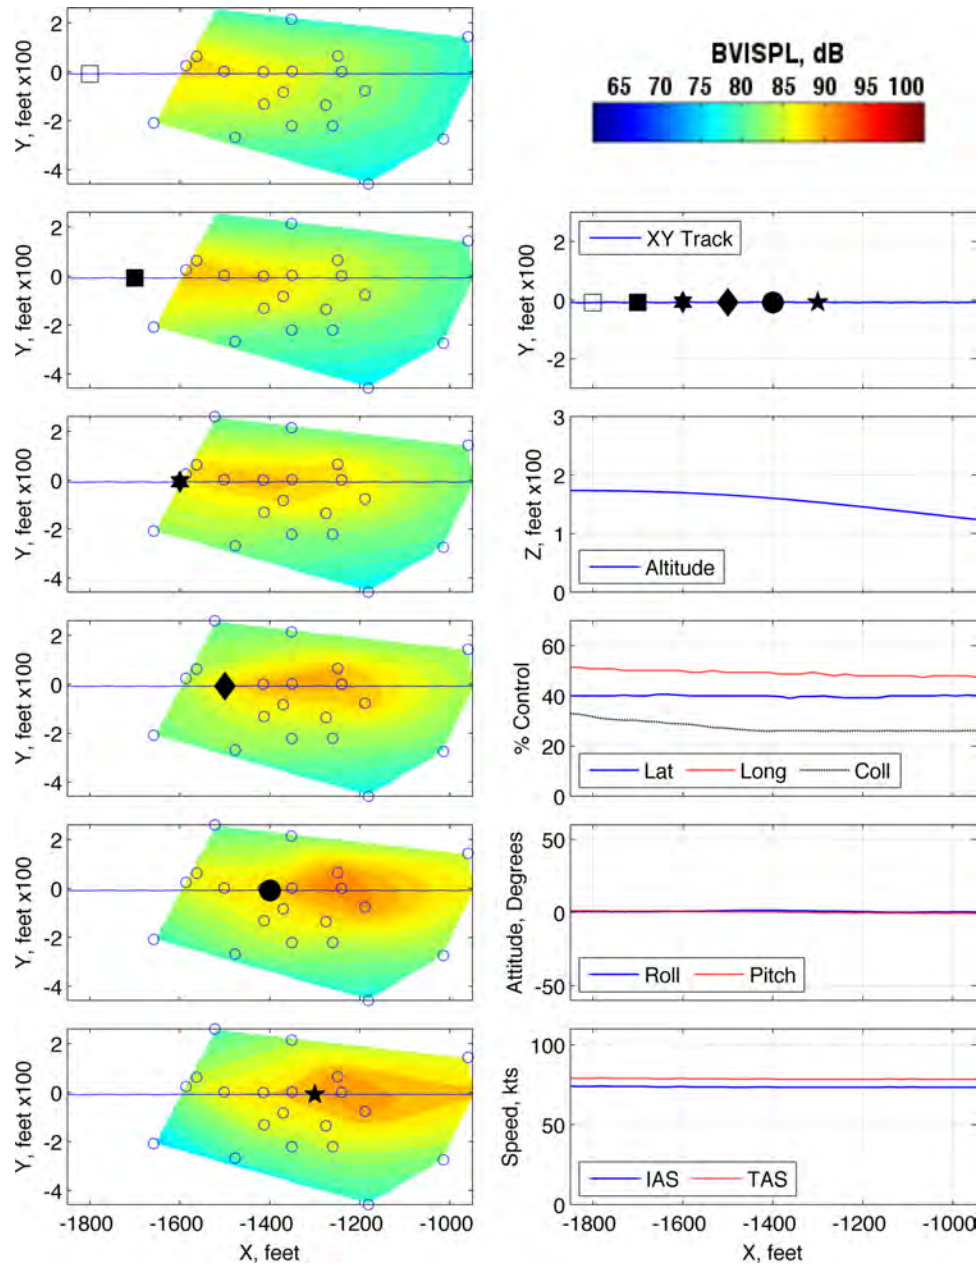 BVISPL, dB
65 70 75 80 85 90 95 100
Y, feet x100
2
0
-2
-4
Y, feet x100
2
0
-2
-4
XY Track
Y, feet x100
2
0
-2
Y, feet x100
2
0
-2
-4
Z, feet x100
3
2
1
0
Altitude
Y, feet x100
2
0
-2
-4
% Control
60
40
20
0
Lat Long Coll
Y, feet x100
2
0
-2
-4
Attitude, Degrees
50
0
-50
Roll Pitch
Y, feet x100
2
0
-2
-4
-1800 -1600 -1400 -1200 -1000
X, feet
Speed, kts
100
50
0
IAS TAS
-1800 -1600 -1400 -1200 -1000
X, feet